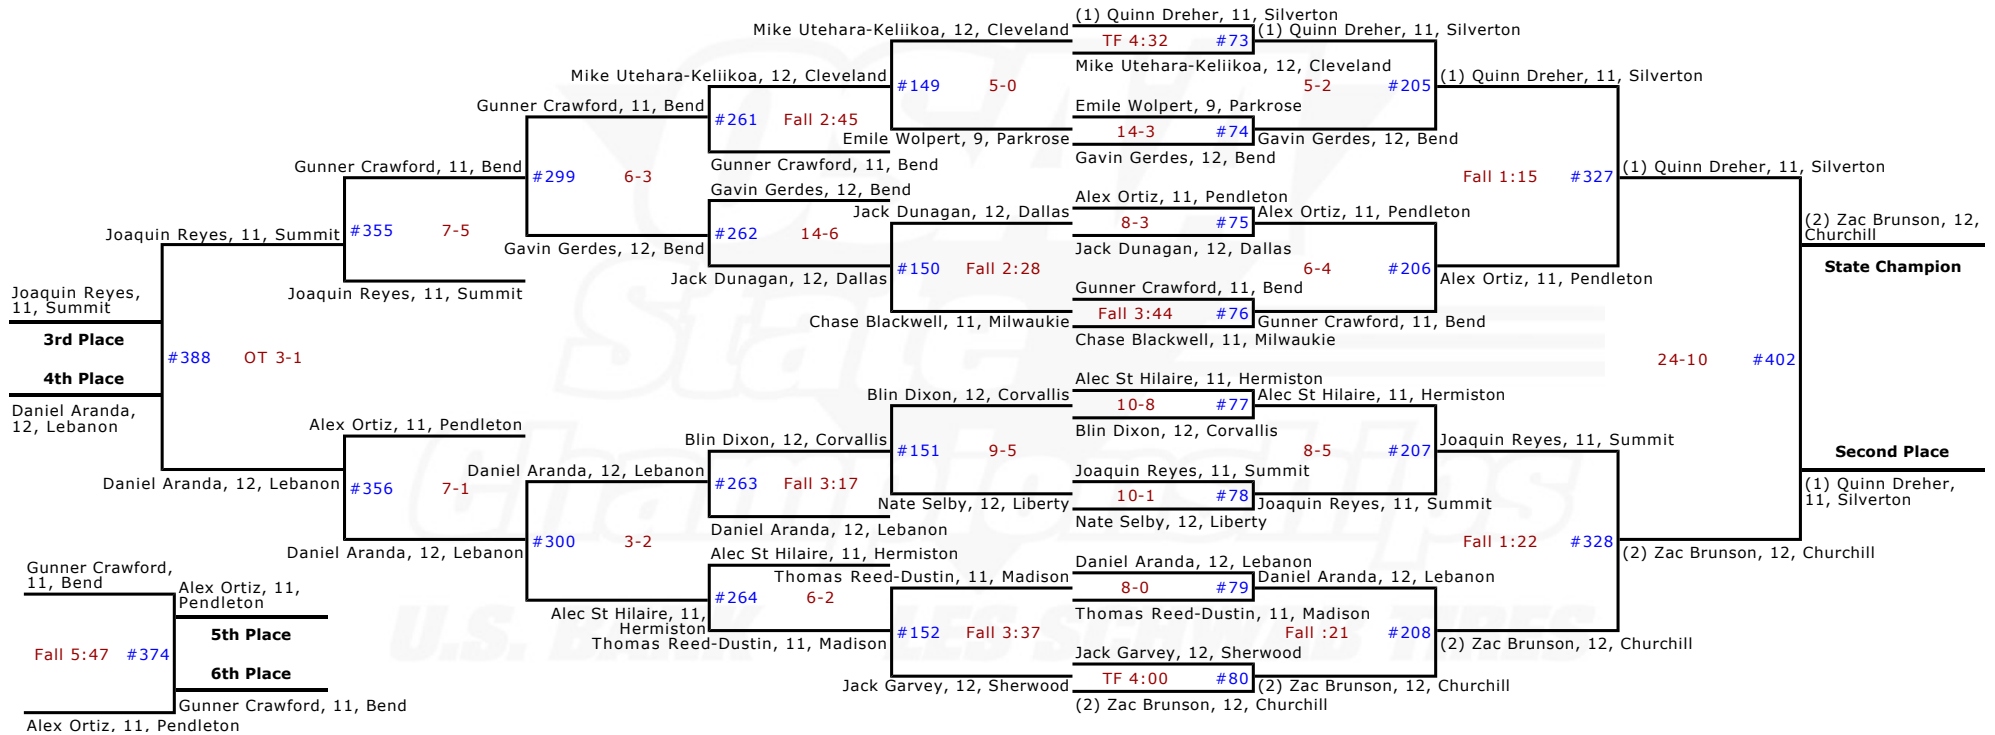 (1) Quinn Dreher, 11, Silverton
Mike Utehara-Keliikoa, 12, Cleveland
(1) Quinn Dreher, 11, Silverton
TF 4:32 #73
Mike Utehara-Keliikoa, 12, Cleveland
Mike Utehara-Keliikoa, 12, Cleveland
(1) Quinn Dreher, 11, Silverton
#149 5-0
5-2 #205
Gunner Crawford, 11, Bend
Emile Wolpert, 9, Parkrose
#261 Fall 2:45
14-3 #74
Emile Wolpert, 9, Parkrose
Gavin Gerdes, 12, Bend
Gunner Crawford, 11, Bend
Gavin Gerdes, 12, Bend
Gunner Crawford, 11, Bend
(1) Quinn Dreher, 11, Silverton
#299 6-3
Fall 1:15 #327
Gavin Gerdes, 12, Bend
Alex Ortiz, 11, Pendleton
Jack Dunagan, 12, Dallas
Alex Ortiz, 11, Pendleton
8-3 #75
(2) Zac Brunson, 12,
Churchill
Joaquin Reyes, 11, Summit
#355 7-5
#262 14-6
Gavin Gerdes, 12, Bend
Jack Dunagan, 12, Dallas
State Champion
#150 Fall 2:28
6-4 #206
Jack Dunagan, 12, Dallas
Alex Ortiz, 11, Pendleton
Joaquin Reyes,
11, Summit
Joaquin Reyes, 11, Summit
Gunner Crawford, 11, Bend
Fall 3:44 #76
Chase Blackwell, 11, Milwaukie
Gunner Crawford, 11, Bend
3rd Place
Chase Blackwell, 11, Milwaukie
#388 OT 3-1
24-10 #402
4th Place
Alec St Hilaire, 11, Hermiston
Blin Dixon, 12, Corvallis
Alec St Hilaire, 11, Hermiston
10-8 #77
Daniel Aranda,
12, Lebanon
Alex Ortiz, 11, Pendleton
Blin Dixon, 12, Corvallis
Blin Dixon, 12, Corvallis
Joaquin Reyes, 11, Summit
#151 9-5
8-5 #207
Second Place
Daniel Aranda, 12, Lebanon
Joaquin Reyes, 11, Summit
Daniel Aranda, 12, Lebanon
#356 7-1
#263 Fall 3:17
(1) Quinn Dreher,
11, Silverton
10-1 #78
Nate Selby, 12, Liberty
Joaquin Reyes, 11, Summit
Nate Selby, 12, Liberty
Daniel Aranda, 12, Lebanon
#300 3-2
Fall 1:22 #328
Daniel Aranda, 12, Lebanon
Alec St Hilaire, 11, Hermiston
(2) Zac Brunson, 12, Churchill
Daniel Aranda, 12, Lebanon
Gunner Crawford,
11, Bend
Thomas Reed-Dustin, 11, Madison
Daniel Aranda, 12, Lebanon
8-0 #79
Alex Ortiz, 11,
Pendleton
#264 6-2
Alec St Hilaire, 11,
Hermiston
Thomas Reed-Dustin, 11, Madison
5th Place
#152 Fall 3:37
Fall :21 #208
Thomas Reed-Dustin, 11, Madison
(2) Zac Brunson, 12, Churchill
Fall 5:47 #374
Jack Garvey, 12, Sherwood
6th Place
TF 4:00 #80
Jack Garvey, 12, Sherwood
(2) Zac Brunson, 12, Churchill
Gunner Crawford, 11, Bend
(2) Zac Brunson, 12, Churchill
Alex Ortiz, 11, Pendleton
OSAA
State
Championships
U.S. BANK LES SCHWAB TIRES